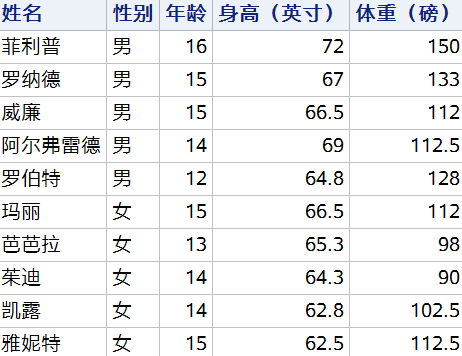 姓名 性别 年龄 身高（英寸） 体重（磅）
菲利普 男 16 72 150
罗纳德 男 15 67 133
威廉 男 15 66.5 112
阿尔弗雷德 男 14 69 112.5
罗伯特 男 12 64.8 128
玛丽 女 15 66.5 112
芭芭拉 女 13 65.3 98
茱迪 女 14 64.3 90
凯露 女 14 62.8 102.5
雅妮特 女 15 62.5 112.5